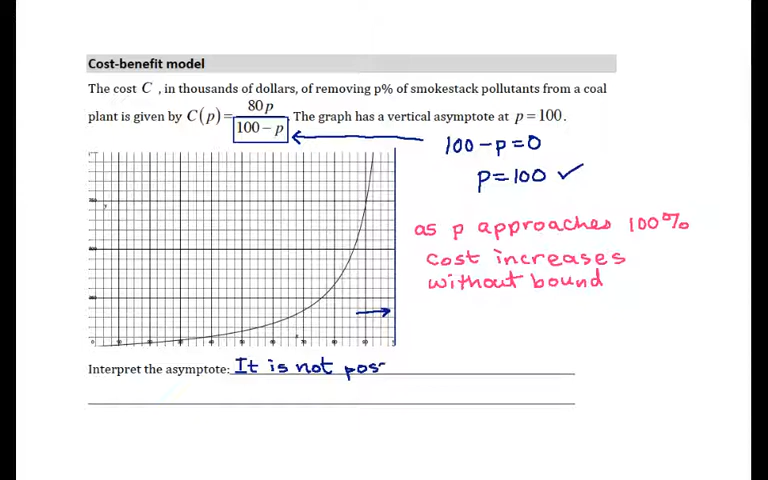 Cost-benefit model
The cost C , in thousands of dollars, of removing p% of smokestack pollutants from a coal
plant is given by C(p)= 80p / 100 − p . The graph has a vertical asymptote at p = 100.
100 − p = 0
p = 100 ✓
as p approaches 100%
cost increases
without bound
Interpret the asymptote: It is not pos